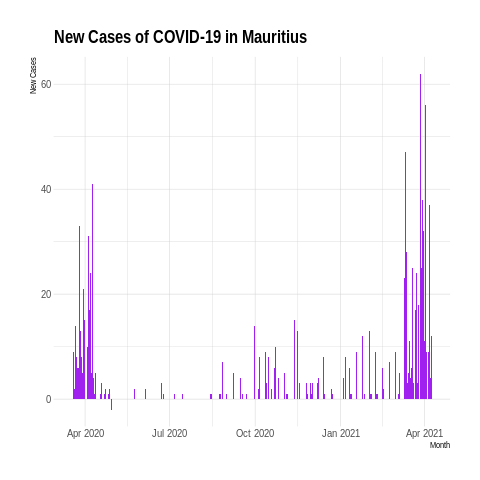 New Cases of COVID-19 in Mauritius
New Cases
60
40
20
0
Apr 2020 Jul 2020 Oct 2020 Jan 2021 Apr 2021
Month